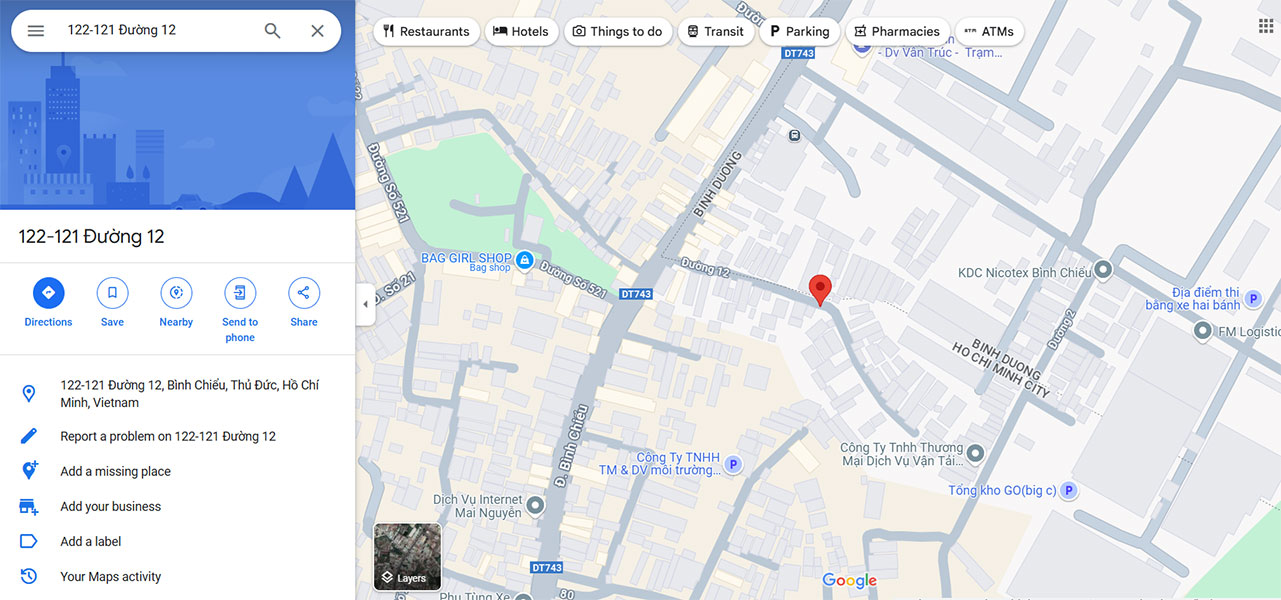 122-121 Đường 12
Restaurants
Hotels
Things to do
Transit
Parking
Pharmacies
ATMs
- Dv Vân Trúc - Trạm...
DT743
122-121 Đường 12
Directions
Save
Nearby
Send to
phone
Share
122-121 Đường 12, Bình Chiểu, Thủ Đức, Hồ Chí
Minh, Vietnam
Report a problem on 122-121 Đường 12
Add a missing place
Add your business
Add a label
Your Maps activity
Đường Số 521
BINH DUONG
BAG GIRL SHOP
Bag shop
Đường Số 521
Đ. Số 21
DT743
Đường 12
KDC Nicotex Bình Chiểu
Địa điểm thi
bằng xe hai bánh
P
FM Logistic
Đường 2
BINH DUONG
HO CHI MINH CITY
Đ. Bình Chiểu
Công Ty TNHH
TM & DV môi trường...
P
Công Ty Tnhh Thương
Mại Dịch Vụ Vận Tải...
Tổng kho GO(big c)
P
Dịch Vụ Internet
Mai Nguyễn
DT743
80
Phụ Tùng Xe
Layers
Google